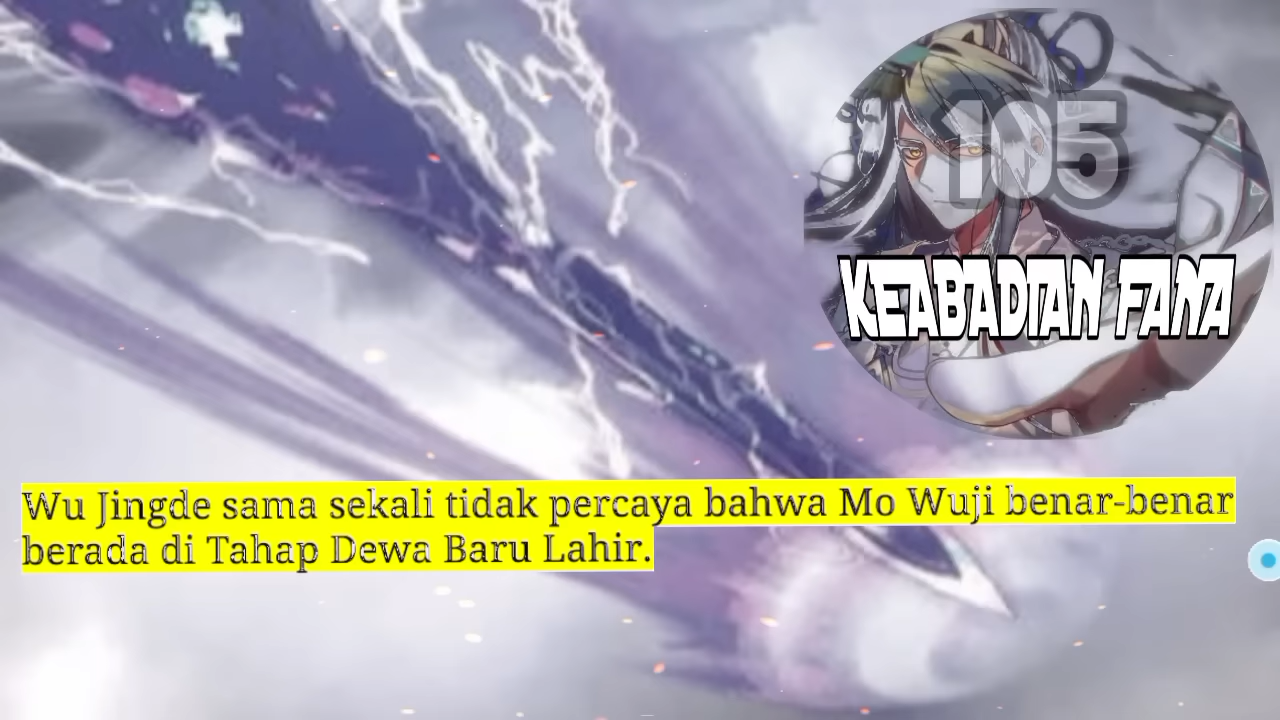 105
KEABADIAN FANA
Wu Jingde sama sekali tidak percaya bahwa Mo Wuji benar-benar
berada di Tahap Dewa Baru Lahir.